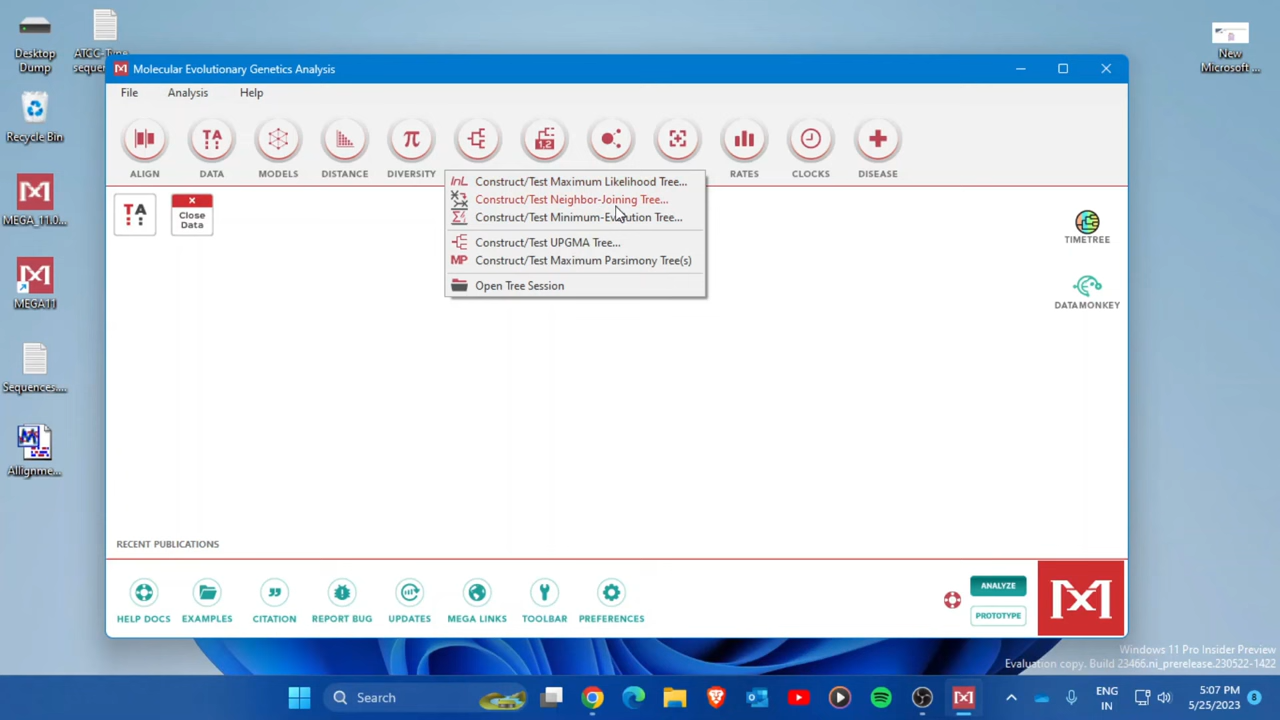 Desktop
Dump
ATCC-Type
sequen...
New
Microsoft ...
Recycle Bin
MEGA_11.0...
MEGA11
Sequences....
Allignme...
Molecular Evolutionary Genetics Analysis
File Analysis Help
ALIGN DATA MODELS DISTANCE DIVERSITY RATES CLOCKS DISEASE
TA
Close
Data
Construct/Test Maximum Likelihood Tree...
Construct/Test Neighbor-Joining Tree...
Construct/Test Minimum-Evolution Tree...
Construct/Test UPGMA Tree...
MP Construct/Test Maximum Parsimony Tree(s)
Open Tree Session
TIMETREE
DATAMONKEY
RECENT PUBLICATIONS
HELP DOCS EXAMPLES CITATION REPORT BUG UPDATES MEGA LINKS TOOLBAR PREFERENCES
ANALYZE
PROTOTYPE
Windows 11 Pro Insider Preview
Evaluation copy. Build 23466.ni_prerelease.230522-1422
Search
ENG
IN
5:07 PM
5/25/2023
8